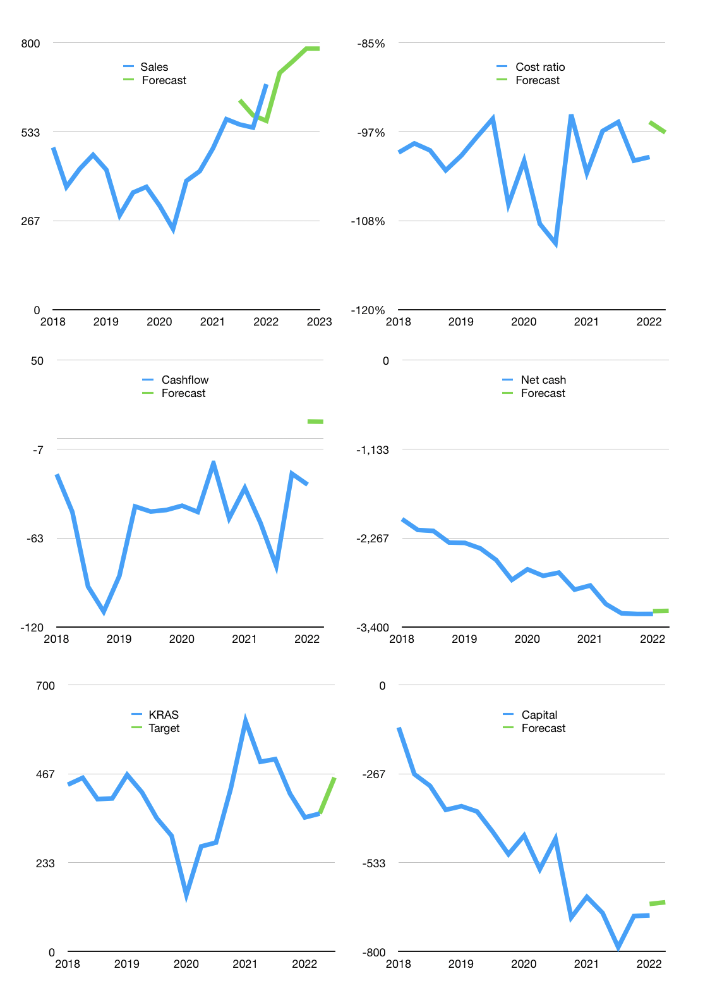 800
Sales
Forecast
533
267
0
2018 2019 2020 2021 2022 2023
-85%
Cost ratio
Forecast
-97%
-108%
-120%
2018 2019 2020 2021 2022
50
Cashflow
Forecast
-7
-63
-120
2018 2019 2020 2021 2022
0
Net cash
Forecast
-1,133
-2,267
-3,400
2018 2019 2020 2021 2022
700
KRAS
Target
467
233
0
2018 2019 2020 2021 2022
0
Capital
Forecast
-267
-533
-800
2018 2019 2020 2021 2022